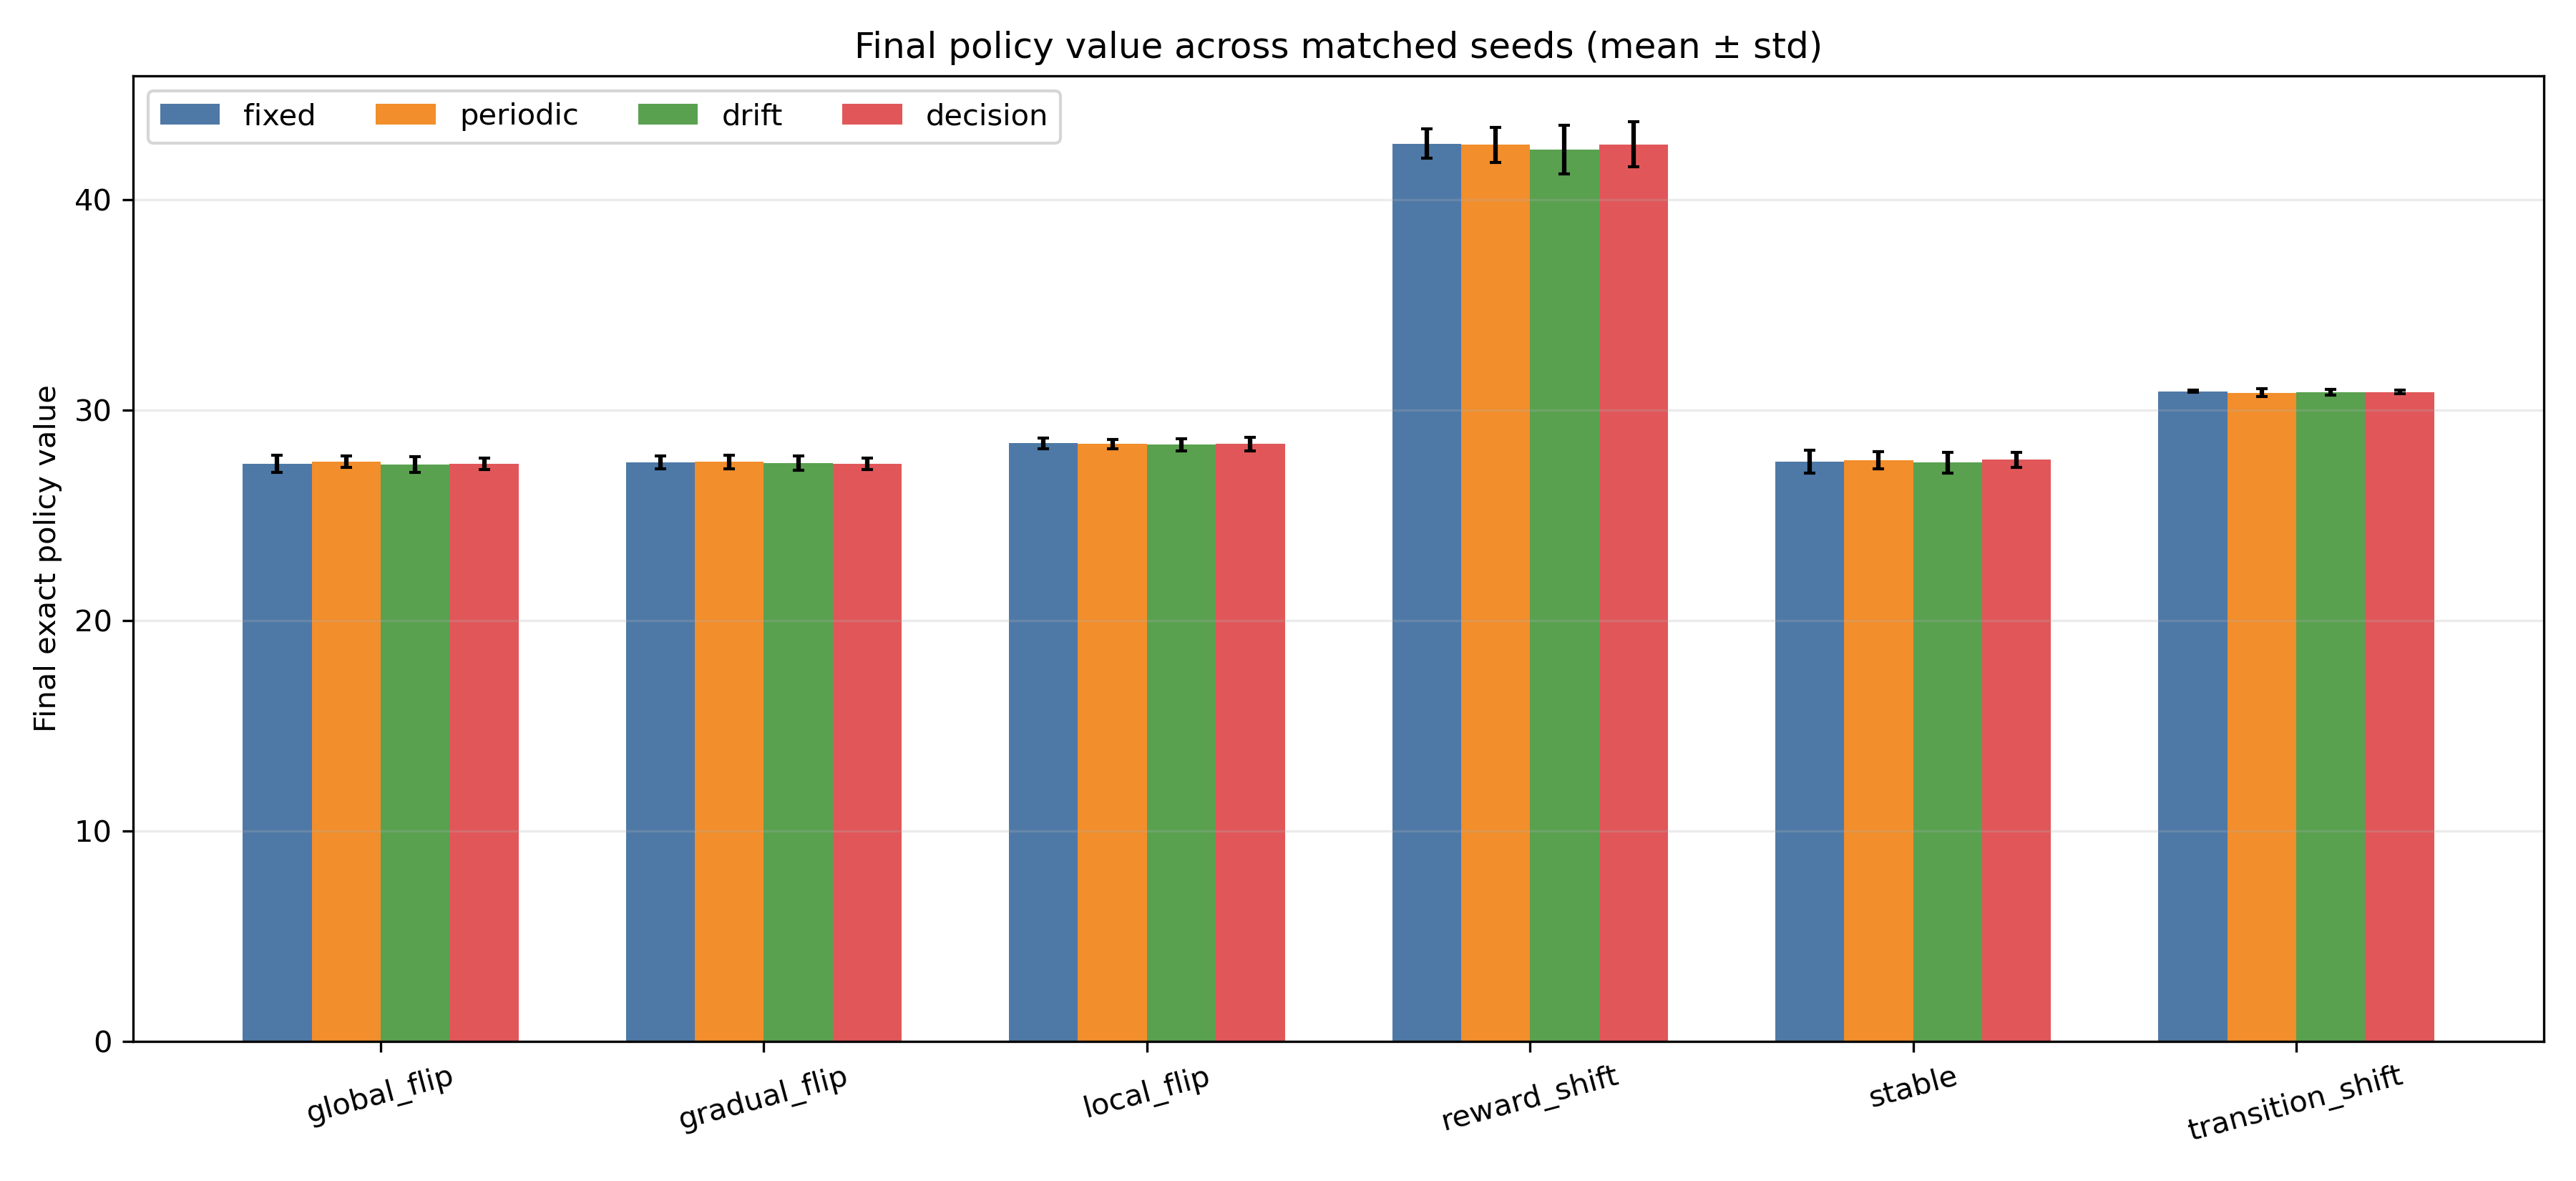 Final policy value across matched seeds (mean ± std)
fixed periodic drift decision
Final exact policy value
40
30
20
10
0
global_flip gradual_flip local_flip reward_shift stable transition_shift